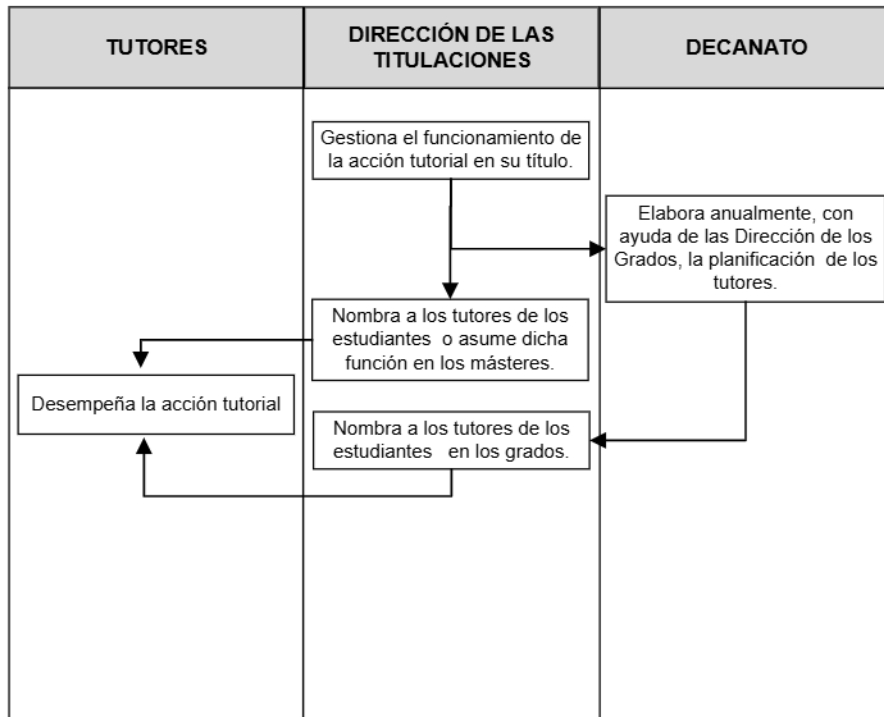 TUTORES
DIRECCIÓN DE LAS
TITULACIONES
DECANATO
Gestiona el funcionamiento de
la acción tutorial en su título.
Elabora anualmente, con
ayuda de las Dirección de los
Grados, la planificación de los
tutores.
Nombra a los tutores de los
estudiantes o asume dicha
función en los másteres.
Desempeña la acción tutorial
Nombra a los tutores de los
estudiantes en los grados.